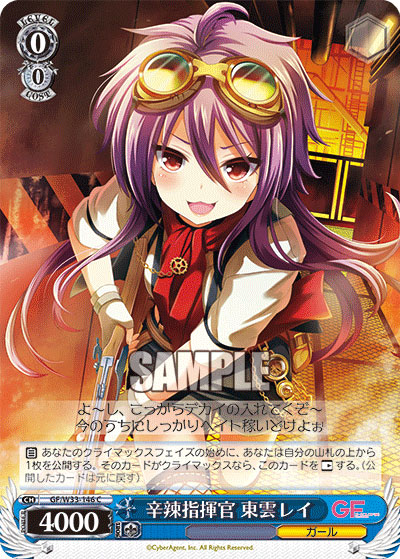 LEVEL
0
0
COST
SAMPLE
よ～し、こっからデカイの入れてくぞ～
今のうちにしっかりヘイト稼いどけよぉ
自 あなたのクライマックスフェイズの始めに、あなたは自分の山札の上から
1枚を公開する。そのカードがクライマックスなら、このカードを する。(公
開したカードは元に戻す)
CH GF/W33-146 C
4000
辛辣指揮官 東雲レイ
GF
ガール
©CyberAgent, Inc. All Rights Reserved.